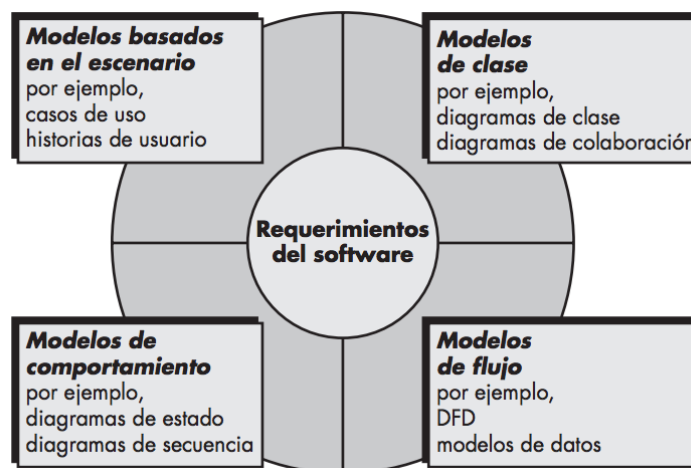 Modelos basados
en el escenario
por ejemplo,
casos de uso
historias de usuario
Modelos
de clase
por ejemplo,
diagramas de clase
diagramas de colaboración
Requerimientos
del software
Modelos de
comportamiento
por ejemplo,
diagramas de estado
diagramas de secuencia
Modelos
de flujo
por ejemplo,
DFD
modelos de datos